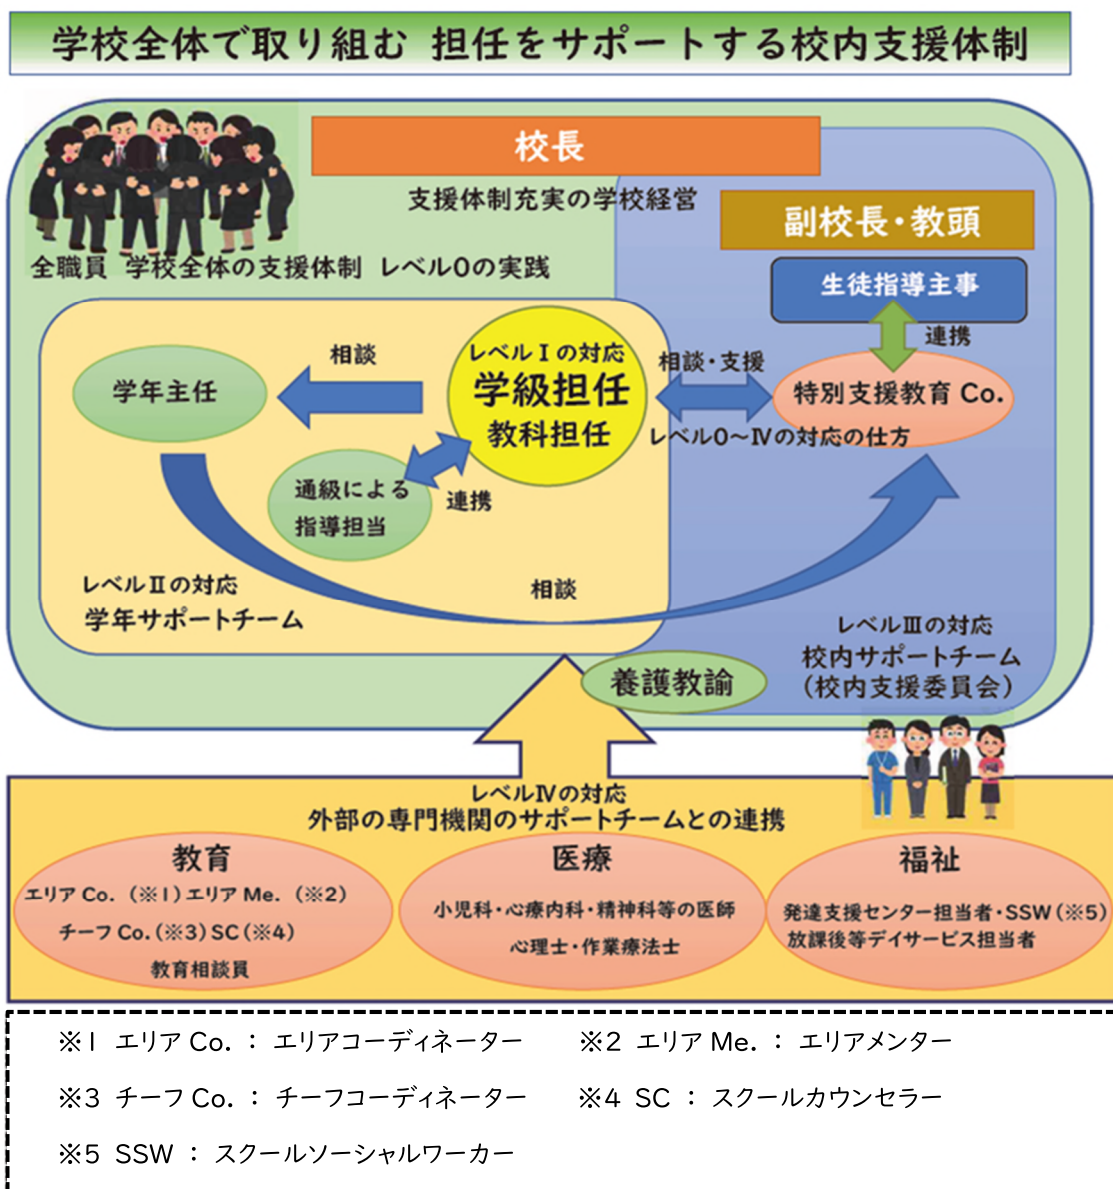 学校全体で取り組む 担任をサポートする校内支援体制
校長
支援体制充実の学校経営
副校長・教頭
全職員 学校全体の支援体制 レベル0の実践
生徒指導主事
連携
レベルⅠの対応
学級担任
教科担任
相談
学年主任
相談・支援
特別支援教育 Co.
レベル0～Ⅳの対応の仕方
通級による
指導担当
連携
レベルⅡの対応
学年サポートチーム
相談
レベルⅢの対応
校内サポートチーム
（校内支援委員会）
養護教諭
レベルⅣの対応
外部の専門機関のサポートチームとの連携
教育
エリア Co.（※1）エリア Me.（※2）
チーフ Co.（※3）SC（※4）
教育相談員
医療
小児科・心療内科・精神科等の医師
心理士・作業療法士
福祉
発達支援センター担当者・SSW（※5）
放課後等デイサービス担当者
※1 エリア Co. ： エリアコーディネーター ※2 エリア Me. ： エリアメンター
※3 チーフ Co. ： チーフコーディネーター ※4 SC ： スクールカウンセラー
※5 SSW ： スクールソーシャルワーカー